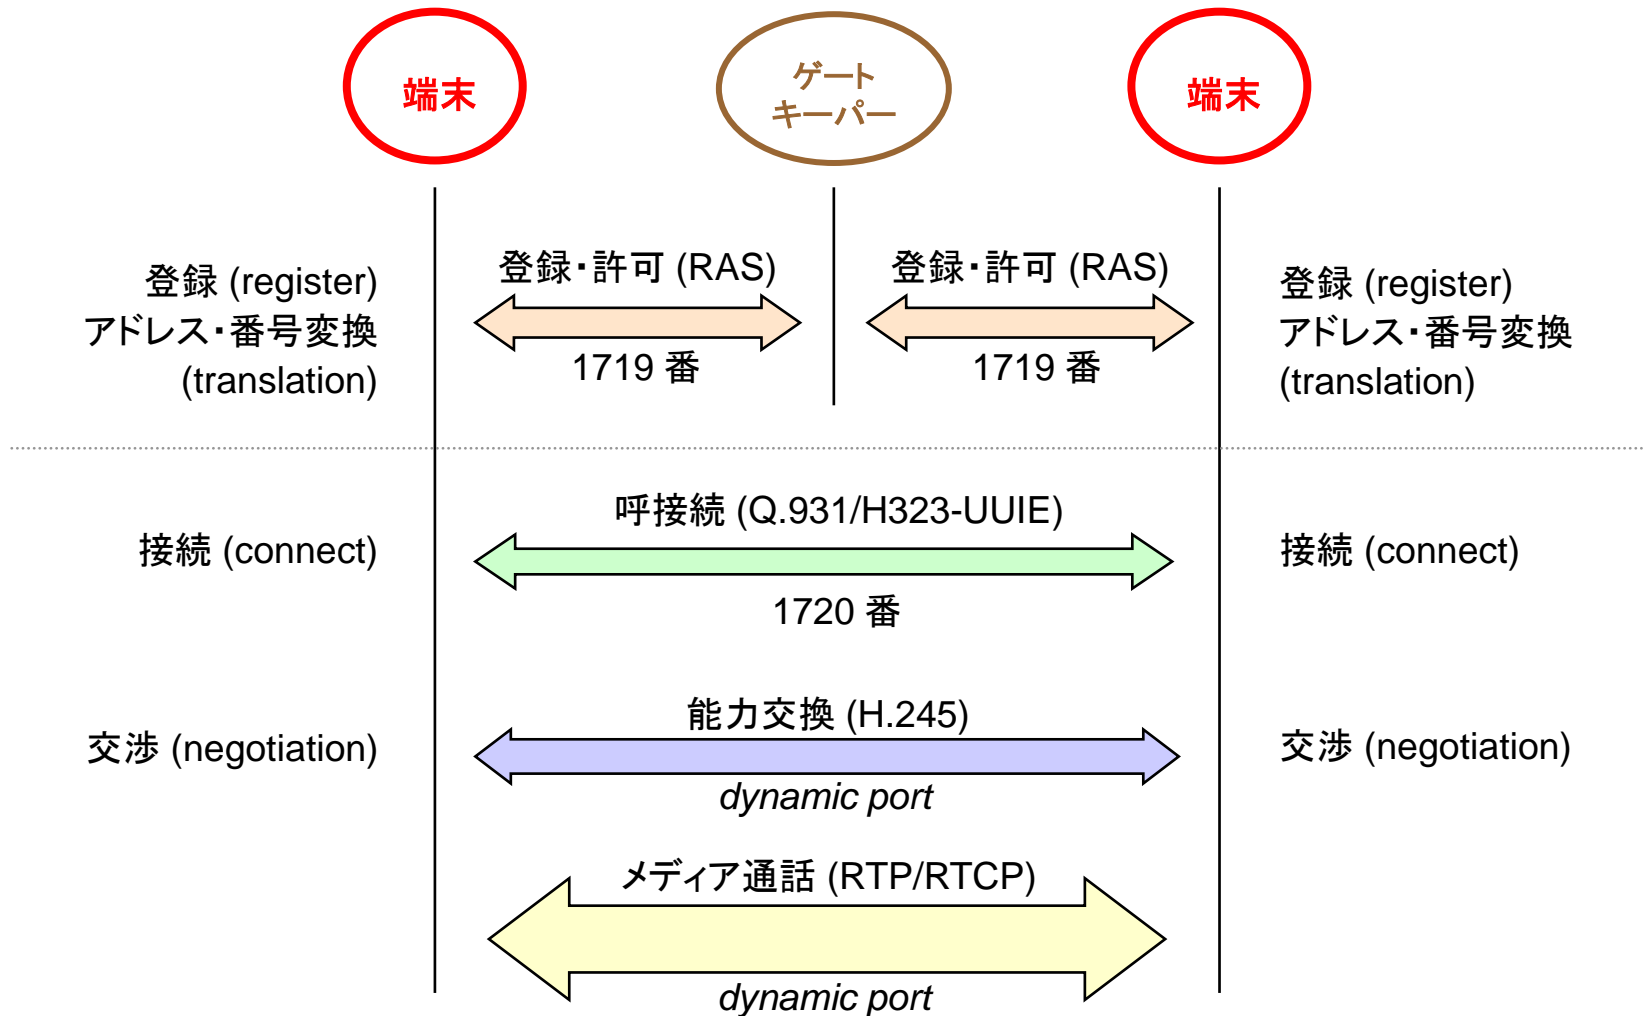 端末
ゲート
キーパー
端末
登録 (register)
アドレス・番号変換
(translation)
登録・許可 (RAS)
1719 番
登録・許可 (RAS)
1719 番
登録 (register)
アドレス・番号変換
(translation)
接続 (connect)
呼接続 (Q.931/H323-UUIE)
1720 番
接続 (connect)
交渉 (negotiation)
能力交換 (H.245)
dynamic port
交渉 (negotiation)
メディア通話 (RTP/RTCP)
dynamic port